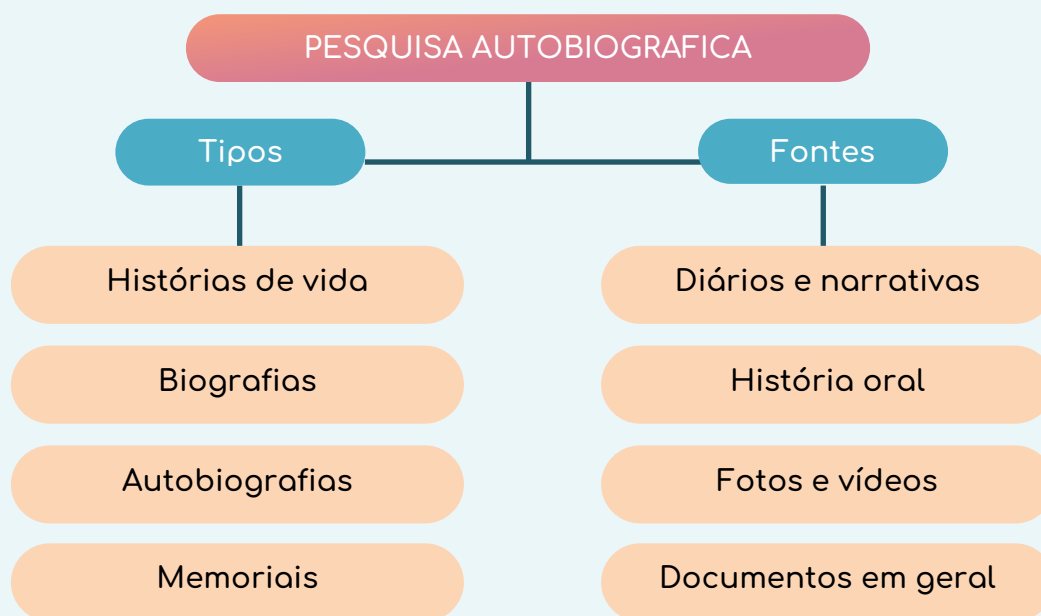 PESQUISA AUTOBIOGRAFICA
Tipos
Fontes
Histórias de vida
Diários e narrativas
Biografias
História oral
Autobiografias
Fotos e vídeos
Memoriais
Documentos em geral